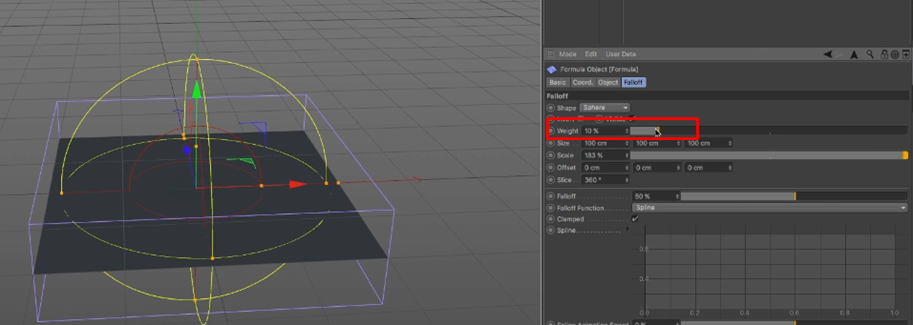 Mode Edit User Data
Formula Object [Formula]
Basic Coord. Object Falloff
Falloff
Shape Sphere
Weight 10 %
Size 100 cm 100 cm 100 cm
Scale 183 %
Offset 0 cm 0 cm 0 cm
Slice 360 °
Falloff 50 %
Falloff Function Spline
Clamped
Spline
0.8
0.4
0.0 0.2 0.4 0.6 0.8 1.0